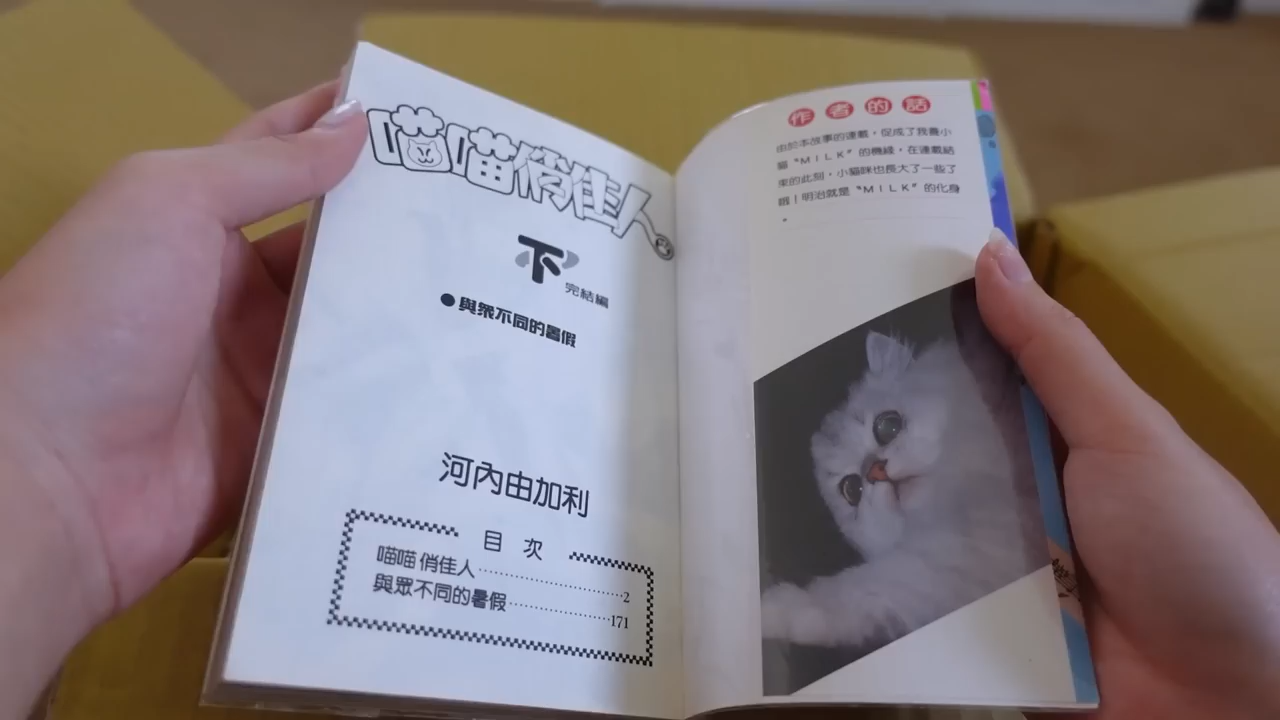 喵喵俏佳人
下 完結編
●與眾不同的暑假
河內由加利
目 次
喵喵俏佳人……………………2
與眾不同的暑假………………171
作者的話
由於本故事的連載，促成了我養小
貓〝MILK〞的機緣，在連載結
束的此刻，小貓咪也長大了一些了
哦！明治就是〝MILK〞的化身
。